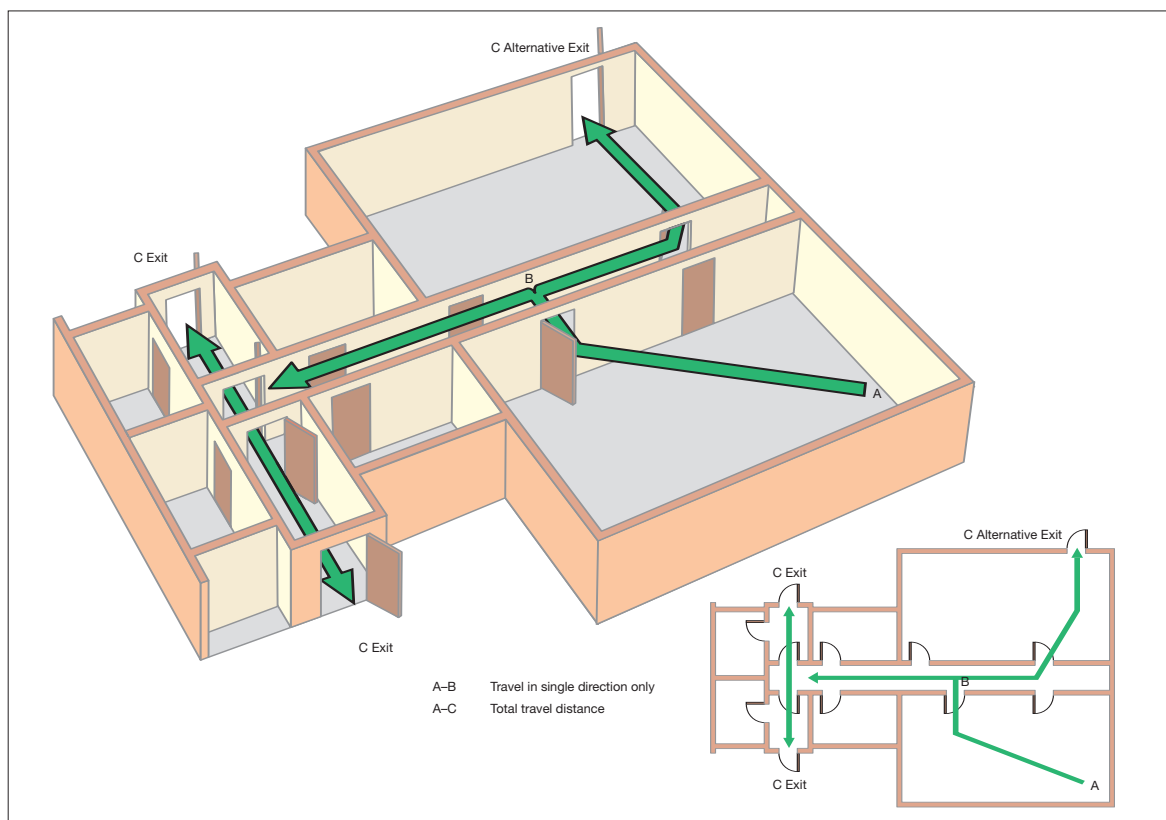 C Alternative Exit
C Exit
B
A
C Exit
A–B Travel in single direction only
A–C Total travel distance
C Alternative Exit
C Exit
B
A
C Exit